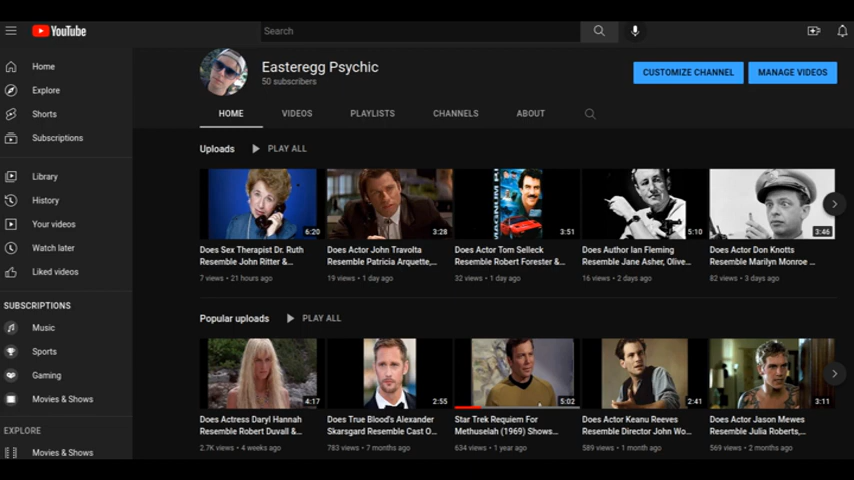 YouTube
Search
Home
Explore
Shorts
Subscriptions
Library
History
Your videos
Watch later
Liked videos
SUBSCRIPTIONS
Music
Sports
Gaming
Movies & Shows
EXPLORE
Movies & Shows
Easteregg Psychic
50 subscribers
CUSTOMIZE CHANNEL
MANAGE VIDEOS
HOME VIDEOS PLAYLISTS CHANNELS ABOUT
Uploads PLAY ALL
6:20
Does Sex Therapist Dr. Ruth
Resemble John Ritter &...
7 views • 21 hours ago
3:28
Does Actor John Travolta
Resemble Patricia Arquette,...
19 views • 1 day ago
MAGNUM P.I.
3:51
Does Actor Tom Selleck
Resemble Robert Forester &...
32 views • 1 day ago
5:10
Does Author Ian Fleming
Resemble Jane Asher, Olive...
16 views • 2 days ago
3:46
Does Actor Don Knotts
Resemble Marilyn Monroe ...
82 views • 3 days ago
Popular uploads PLAY ALL
4:17
Does Actress Daryl Hannah
Resemble Robert Duvall &...
2.7K views • 4 weeks ago
2:55
Does True Blood's Alexander
Skarsgard Resemble Cast O...
783 views • 7 months ago
5:02
Star Trek Requiem For
Methuselah (1969) Shows...
634 views • 1 year ago
2:41
Does Actor Keanu Reeves
Resemble Director John Wo...
589 views • 1 month ago
3:11
Does Actor Jason Mewes
Resemble Julia Roberts,...
569 views • 2 months ago